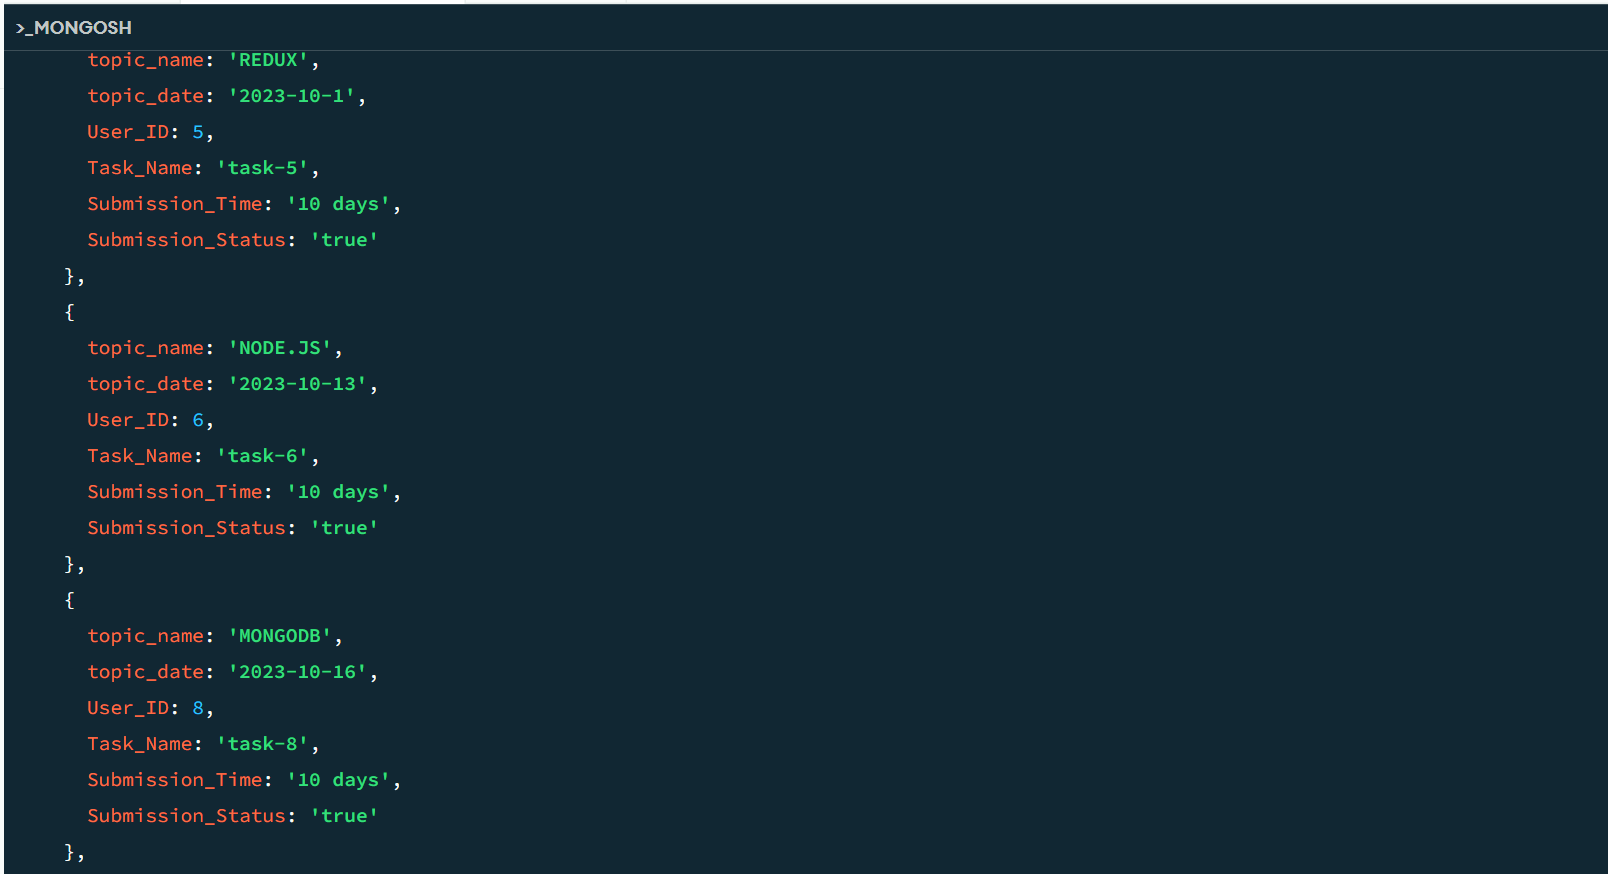 >_MONGOSH
topic_name: 'REDUX',
topic_date: '2023-10-1',
User_ID: 5,
Task_Name: 'task-5',
Submission_Time: '10 days',
Submission_Status: 'true'
},
{
topic_name: 'NODE.JS',
topic_date: '2023-10-13',
User_ID: 6,
Task_Name: 'task-6',
Submission_Time: '10 days',
Submission_Status: 'true'
},
{
topic_name: 'MONGODB',
topic_date: '2023-10-16',
User_ID: 8,
Task_Name: 'task-8',
Submission_Time: '10 days',
Submission_Status: 'true'
},